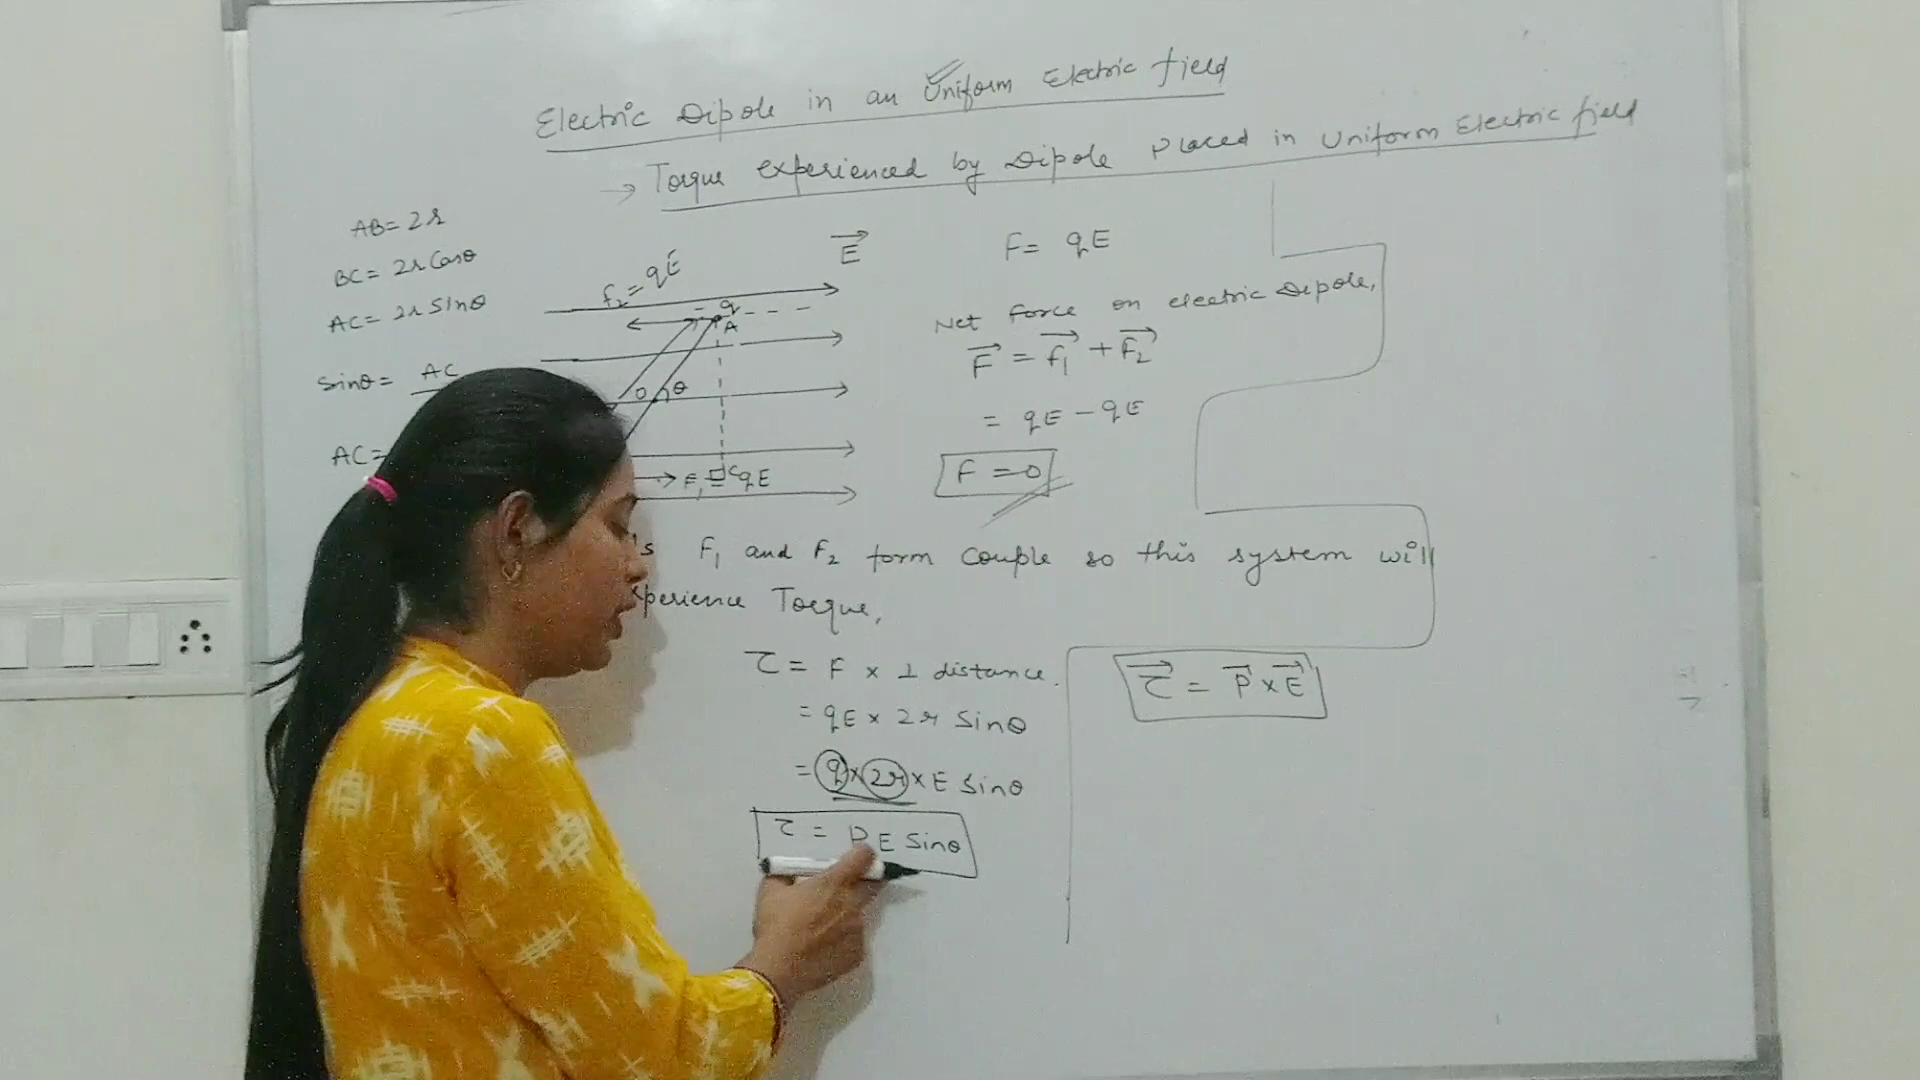 Electric Dipole in an Uniform Electric field
→ Torque experienced by Dipole Placed in Uniform Electric field
AB = 2r
BC = 2r Cosθ
AC = 2r Sinθ
Sinθ = AC
AC =
f₂ = qE
E⃗
q
A
O θ
F₁ = qE
C
F = qE
Net force on electric Dipole,
F⃗ = f⃗₁ + F⃗₂
= qE - qE
F = 0
F₁ and F₂ form couple so this system will
xperience Torque,
τ = F × ⊥ distance.
= qE × 2r Sinθ
= q × 2r × E Sinθ
τ = PE Sinθ
τ⃗ = P⃗ × E⃗